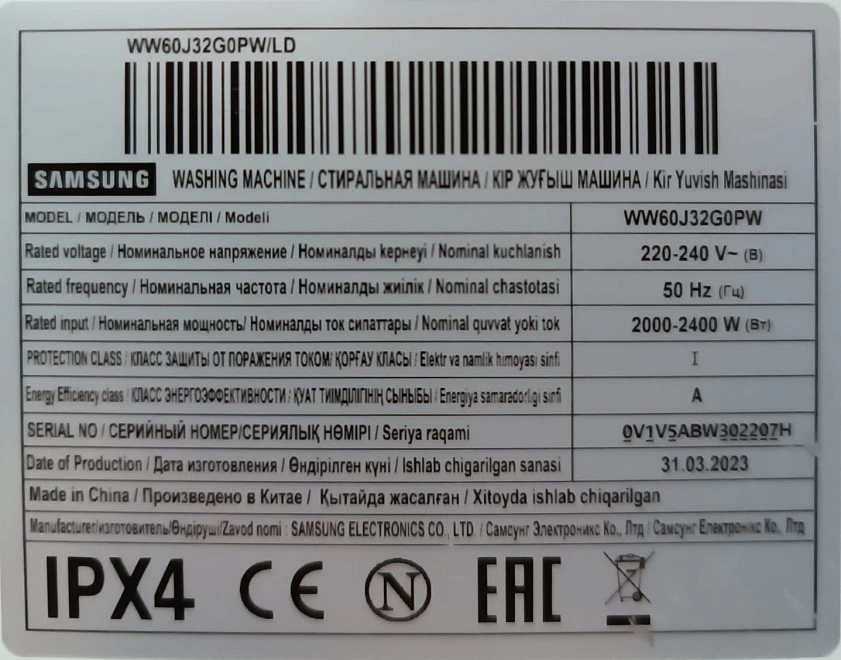 WW60J32G0PW/LD
SAMSUNG WASHING MACHINE / СТИРАЛЬНАЯ МАШИНА / КІР ЖУҒЫШ МАШИНА / Kir Yuvish Mashinasi
MODEL / МОДЕЛЬ / МОДЕЛІ / Modeli WW60J32G0PW
Rated voltage / Номинальное напряжение / Номиналды кернеуі / Nominal kuchlanish 220-240 V~ (В)
Rated frequency / Номинальная частота / Номиналды жиілік / Nominal chastotasi 50 Hz (Гц)
Rated input / Номинальная мощность/ Номиналды ток сипаттары / Nominal quvvat yoki tok 2000-2400 W (Вт)
PROTECTION CLASS / КЛАСС ЗАЩИТЫ ОТ ПОРАЖЕНИЯ ТОКОМ/ ҚОРҒАУ КЛАСЫ / Elektr va namlik himoyasi sinfi I
Energy Efficiency class / КЛАСС ЭНЕРГОЭФФЕКТИВНОСТИ / ҚУАТ ТИІМДІЛІГІНІҢ СЫНЫБЫ / Energiya samaradorligi sinfi A
SERIAL NO / СЕРИЙНЫЙ НОМЕР/СЕРИЯЛЫҚ НӨМІРІ / Seriya raqami 0V1V5ABW302207H
Date of Production / Дата изготовления / Өндірілген күні / Ishlab chigarilgan sanasi 31.03.2023
Made in China / Произведено в Китае / Қытайда жасалған / Xitoyda ishlab chiqarilgan
Manufacturer/изготовитель/Өндіруші/Zavod nomi : SAMSUNG ELECTRONICS CO., LTD. / Самсунг Электроникс Ко., Лтд / Самсунг Електроникс Ко, Лтд
IPX4 CE N EAC